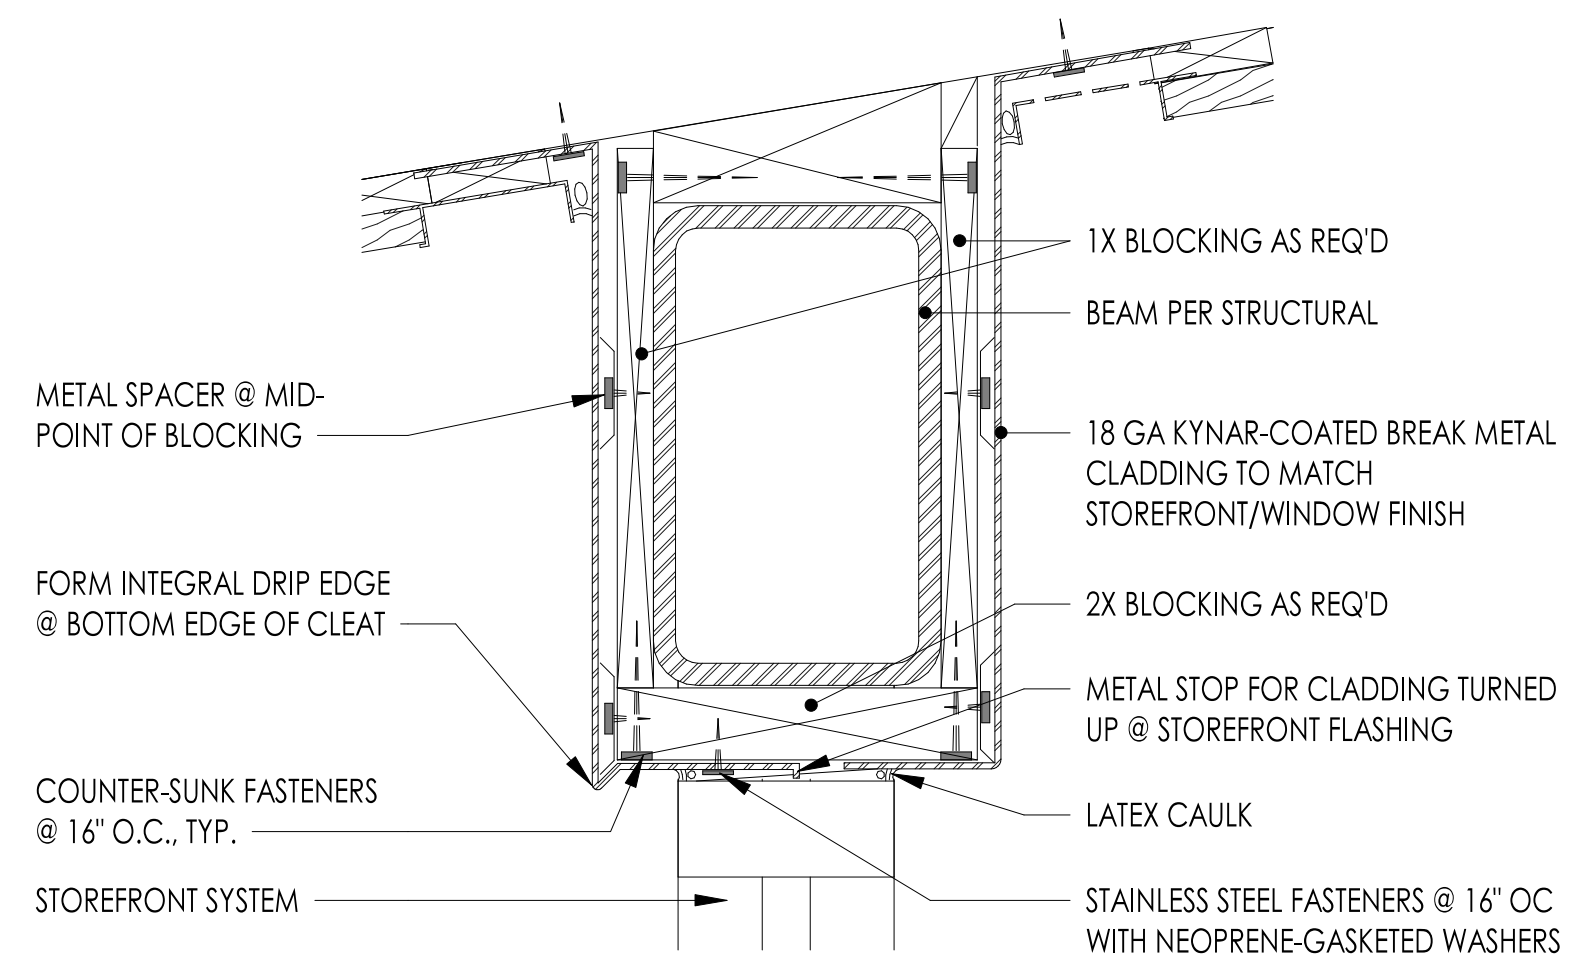 METAL SPACER @ MID-
POINT OF BLOCKING
FORM INTEGRAL DRIP EDGE
@ BOTTOM EDGE OF CLEAT
COUNTER-SUNK FASTENERS
@ 16" O.C., TYP.
STOREFRONT SYSTEM
1X BLOCKING AS REQ'D
BEAM PER STRUCTURAL
18 GA KYNAR-COATED BREAK METAL
CLADDING TO MATCH
STOREFRONT/WINDOW FINISH
2X BLOCKING AS REQ'D
METAL STOP FOR CLADDING TURNED
UP @ STOREFRONT FLASHING
LATEX CAULK
STAINLESS STEEL FASTENERS @ 16" OC
WITH NEOPRENE-GASKETED WASHERS